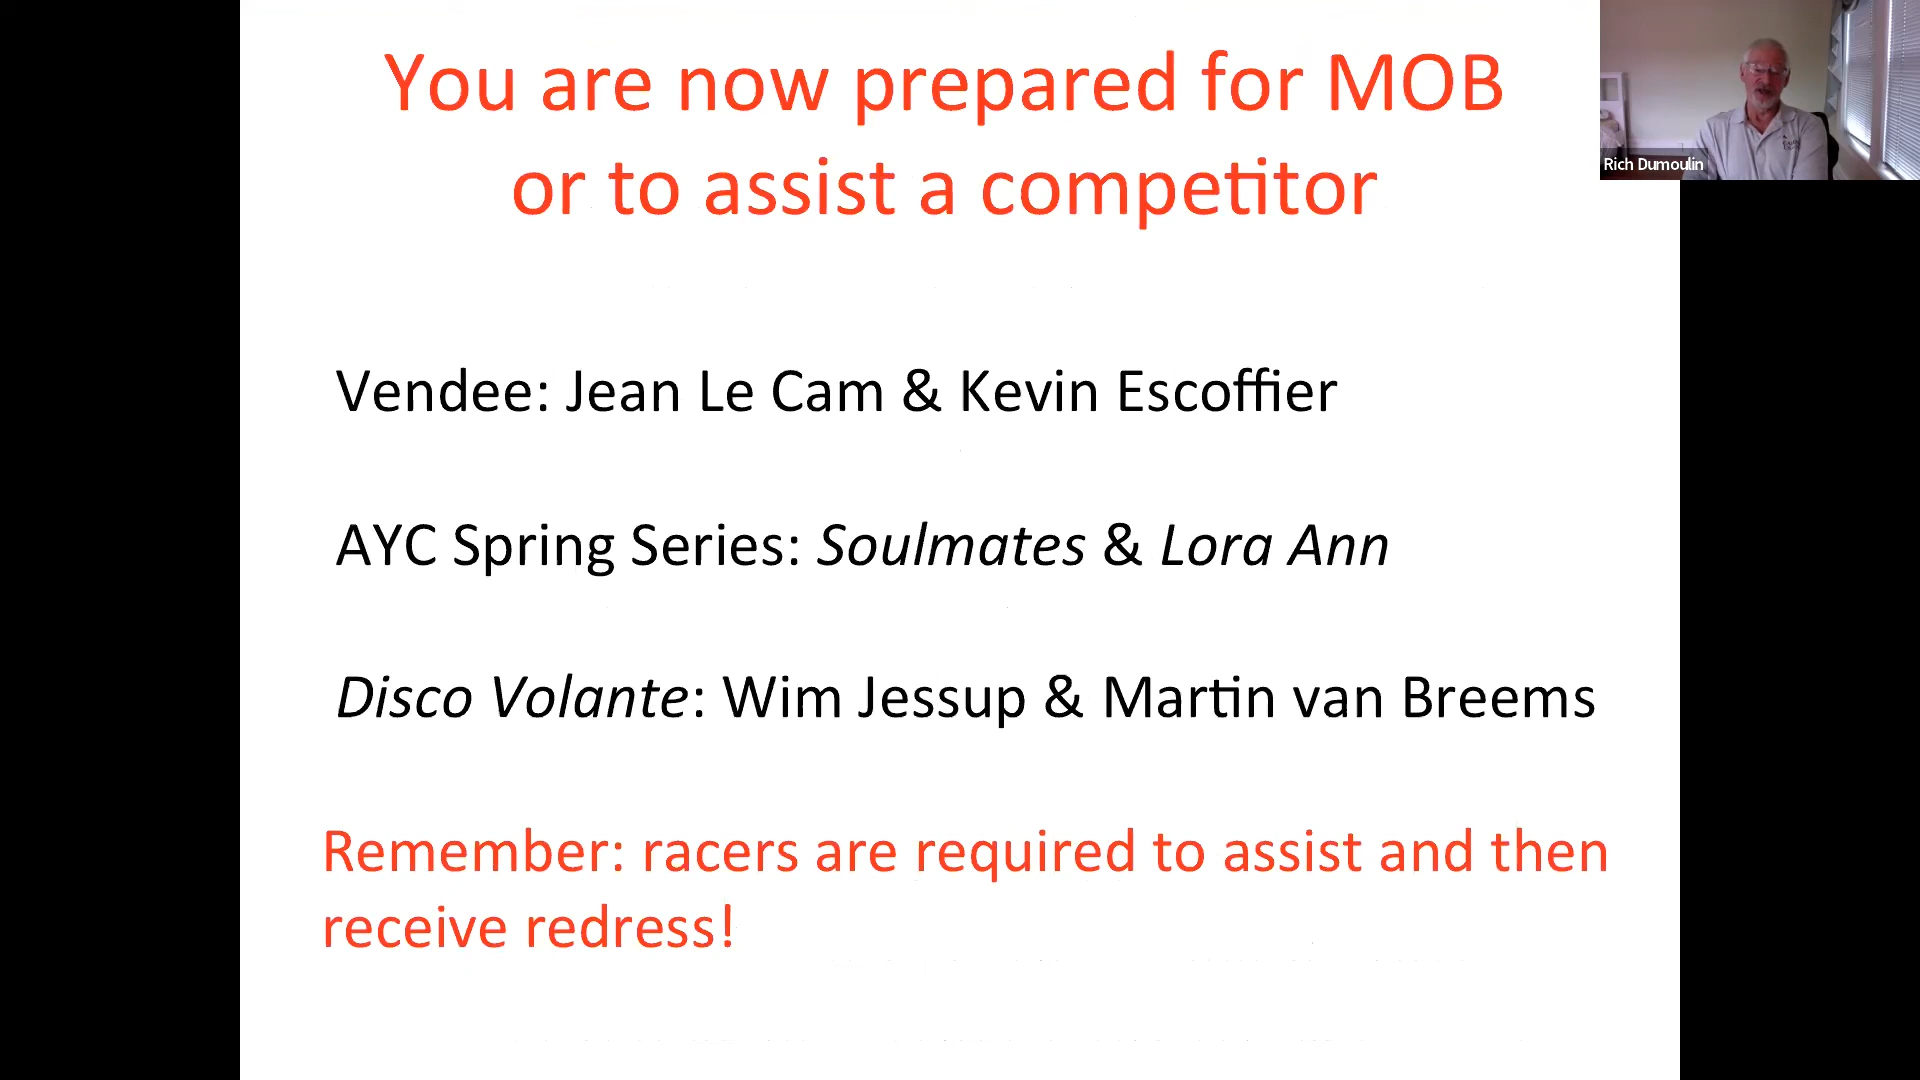 You are now prepared for MOB
or to assist a competitor
Rich Dumoulin
Vendee: Jean Le Cam & Kevin Escoffier
AYC Spring Series: Soulmates & Lora Ann
Disco Volante: Wim Jessup & Martin van Breems
Remember: racers are required to assist and then
receive redress!